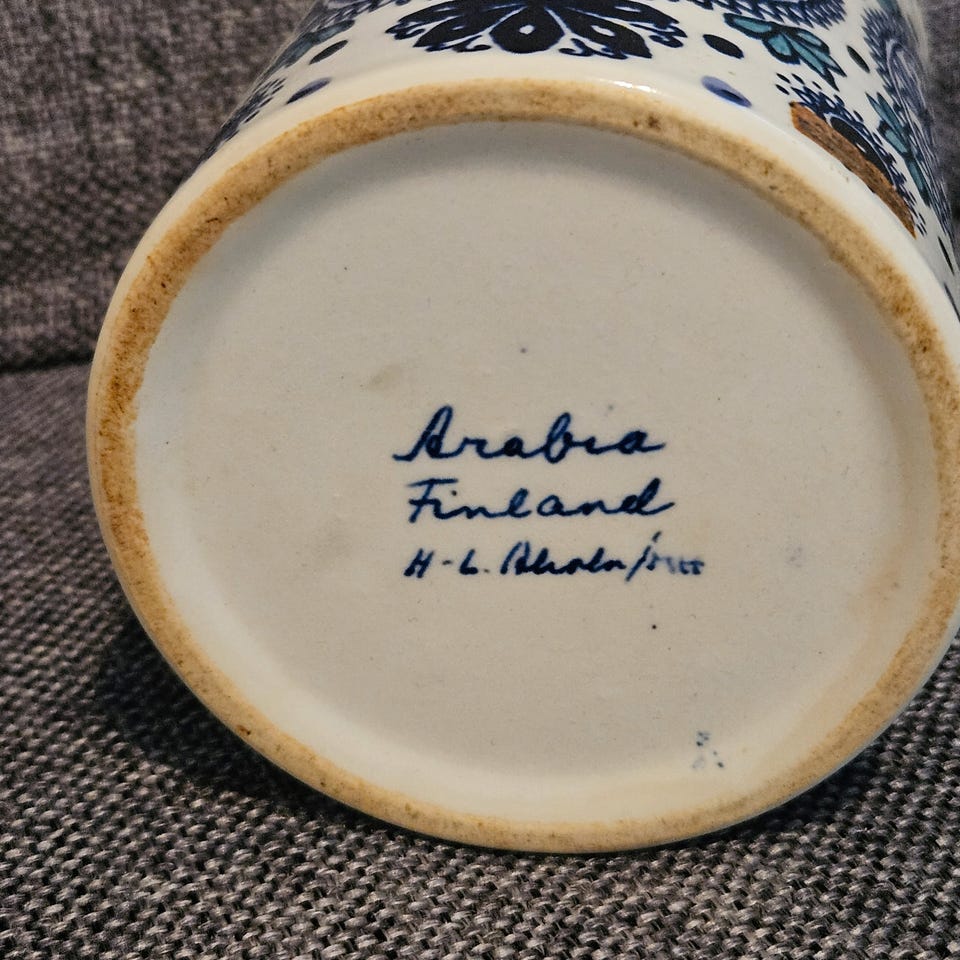 Arabia
Finland
H-L. Ahola/